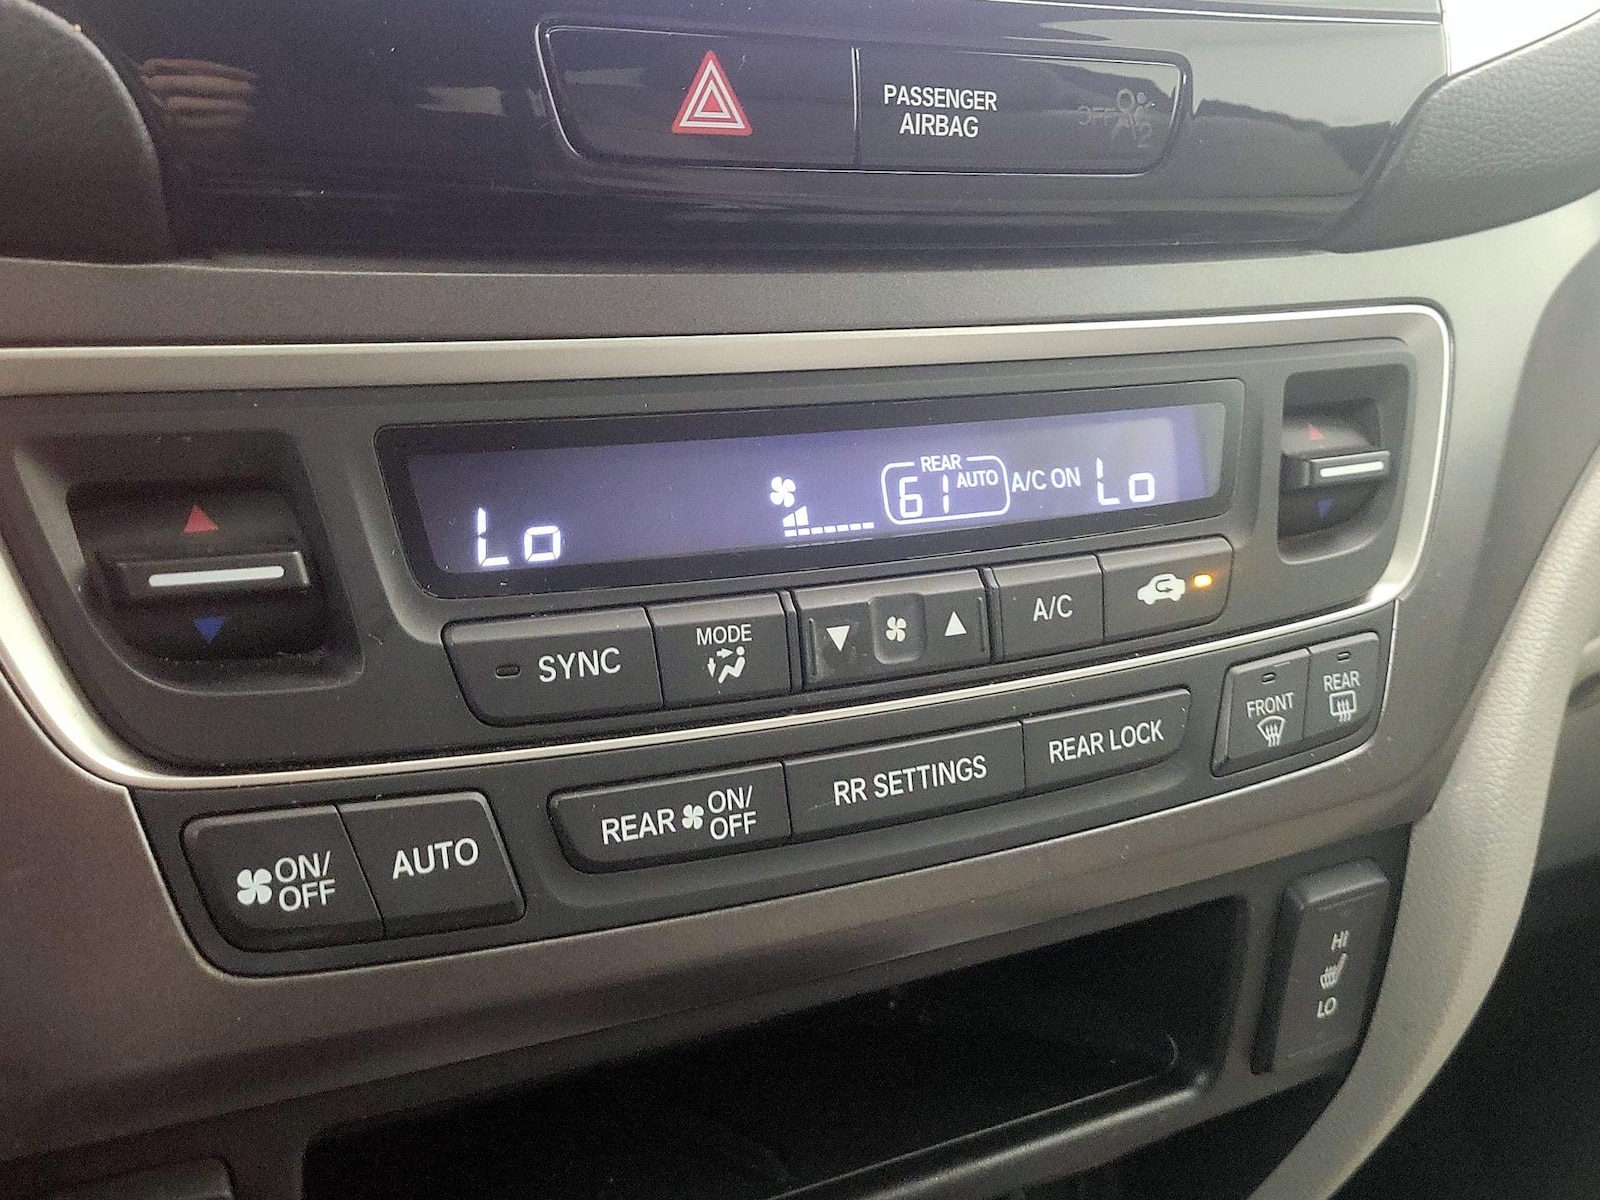 PASSENGER
AIRBAG
OFF
2
Lo
REAR
61 AUTO
A/C ON
Lo
SYNC
MODE
A/C
FRONT
REAR
ON/
OFF
AUTO
REAR
ON/
OFF
RR SETTINGS
REAR LOCK
HI
LO